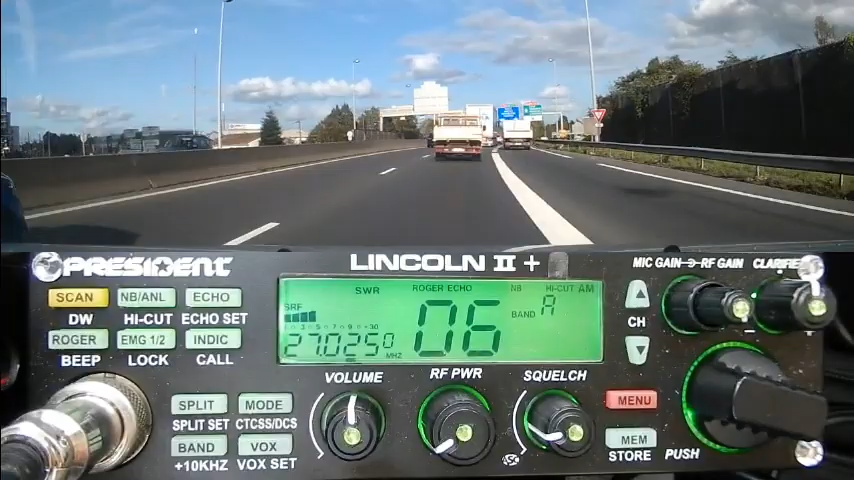 PRESIDENT
LINCOLN II +
MIC GAIN RF GAIN CLARIFIER
SCAN NB/ANL ECHO
DW HI-CUT ECHO SET
ROGER EMG 1/2 INDIC
BEEP LOCK CALL
SWR ROGER ECHO NB HI-CUT AM
SRF
06
BAND A
27.0250 MHZ
CH
VOLUME RF PWR SQUELCH
SPLIT MODE
SPLIT SET CTCSS/DCS
BAND VOX
+10KHZ VOX SET
ASC
MENU
MEM
STORE PUSH